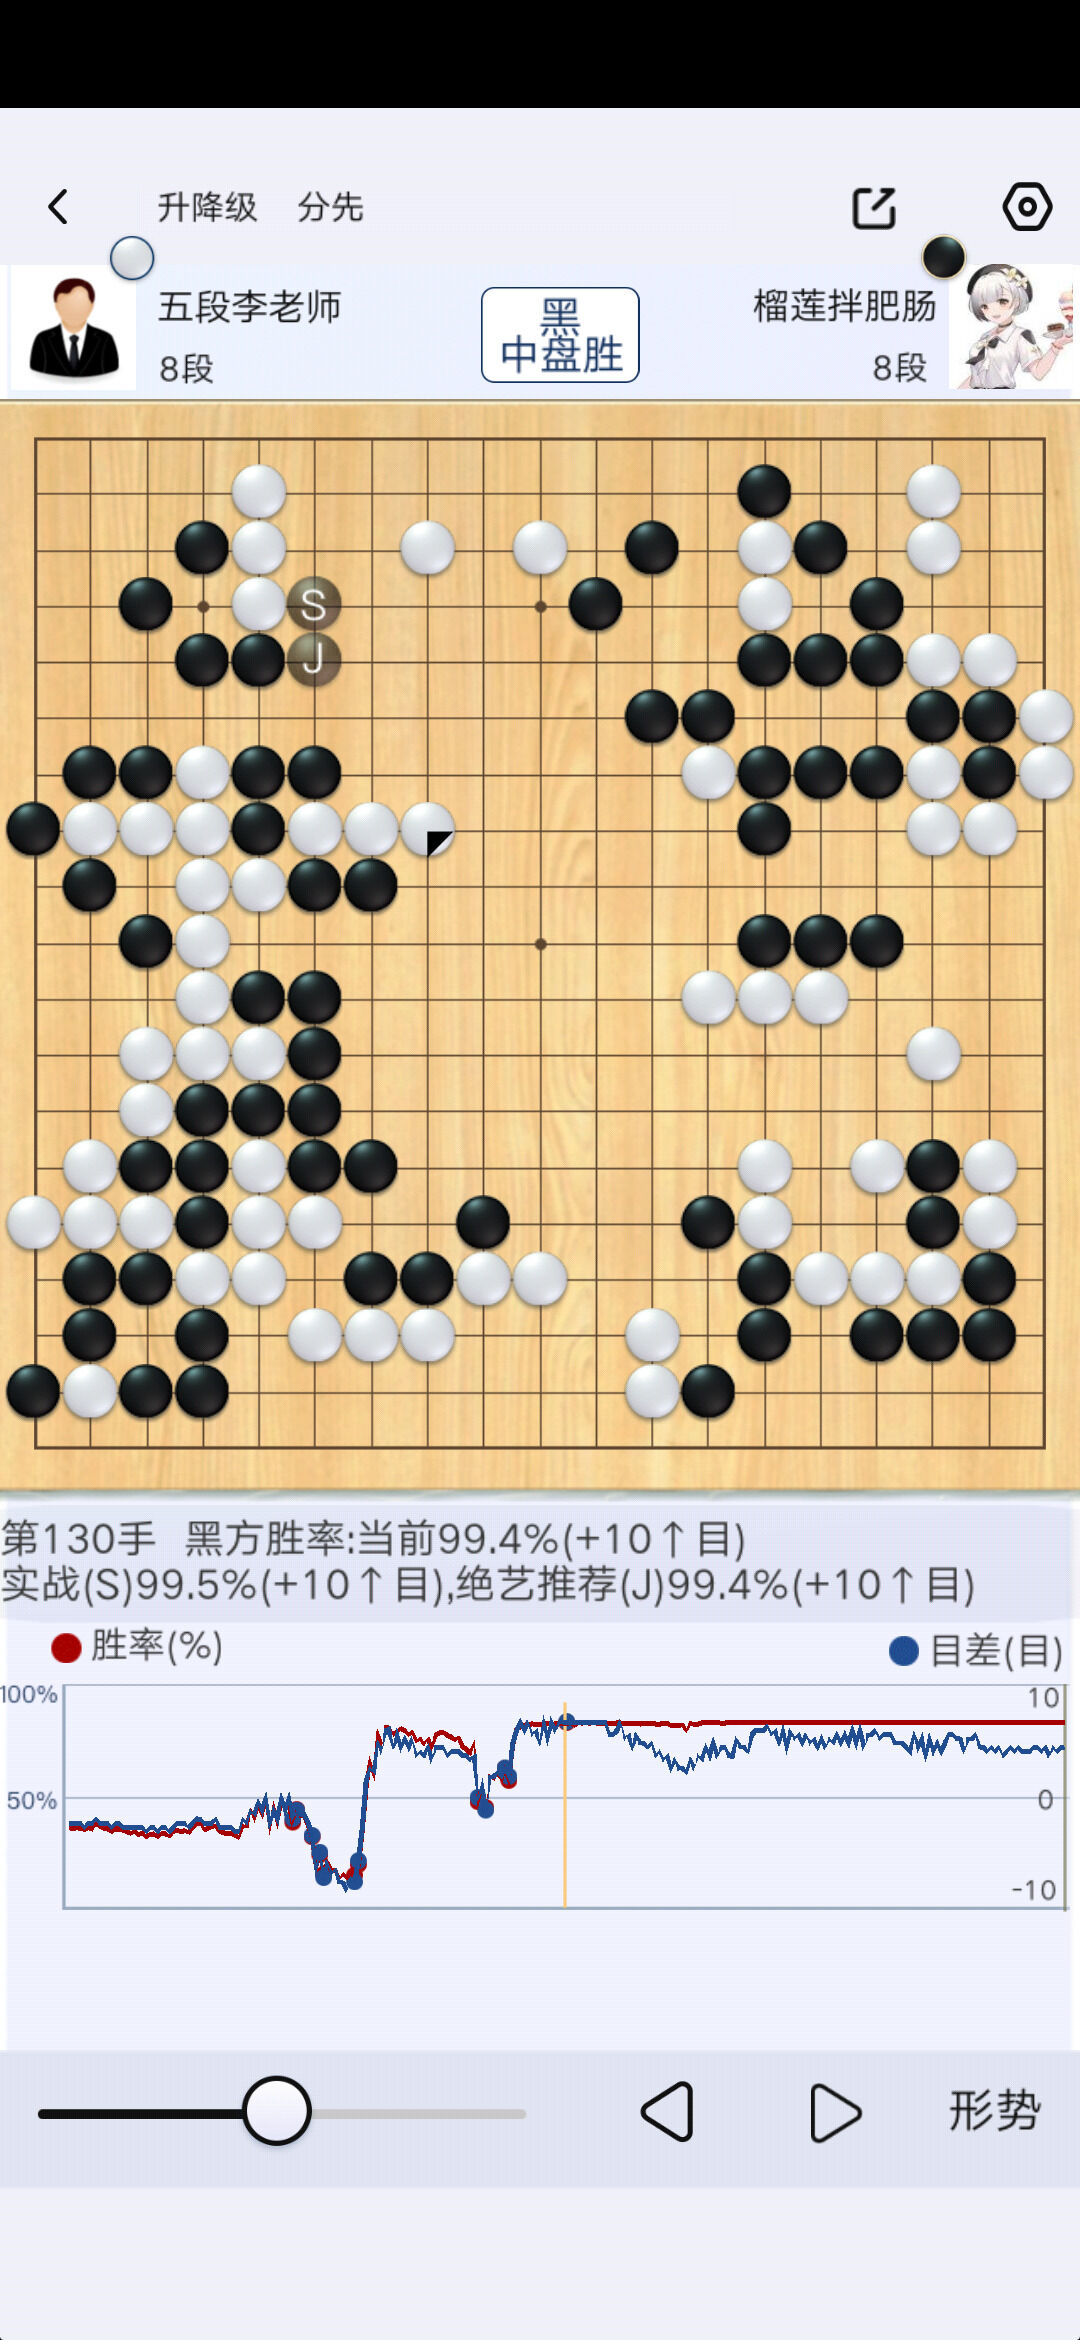 升降级 分先
五段李老师
8段
黑
中盘胜
榴莲拌肥肠
8段
S
J
第130手 黑方胜率:当前99.4%(+10↑目)
实战(S)99.5%(+10↑目),绝艺推荐(J)99.4%(+10↑目)
胜率(%) 目差(目)
100% 10
50% 0
-10
形势